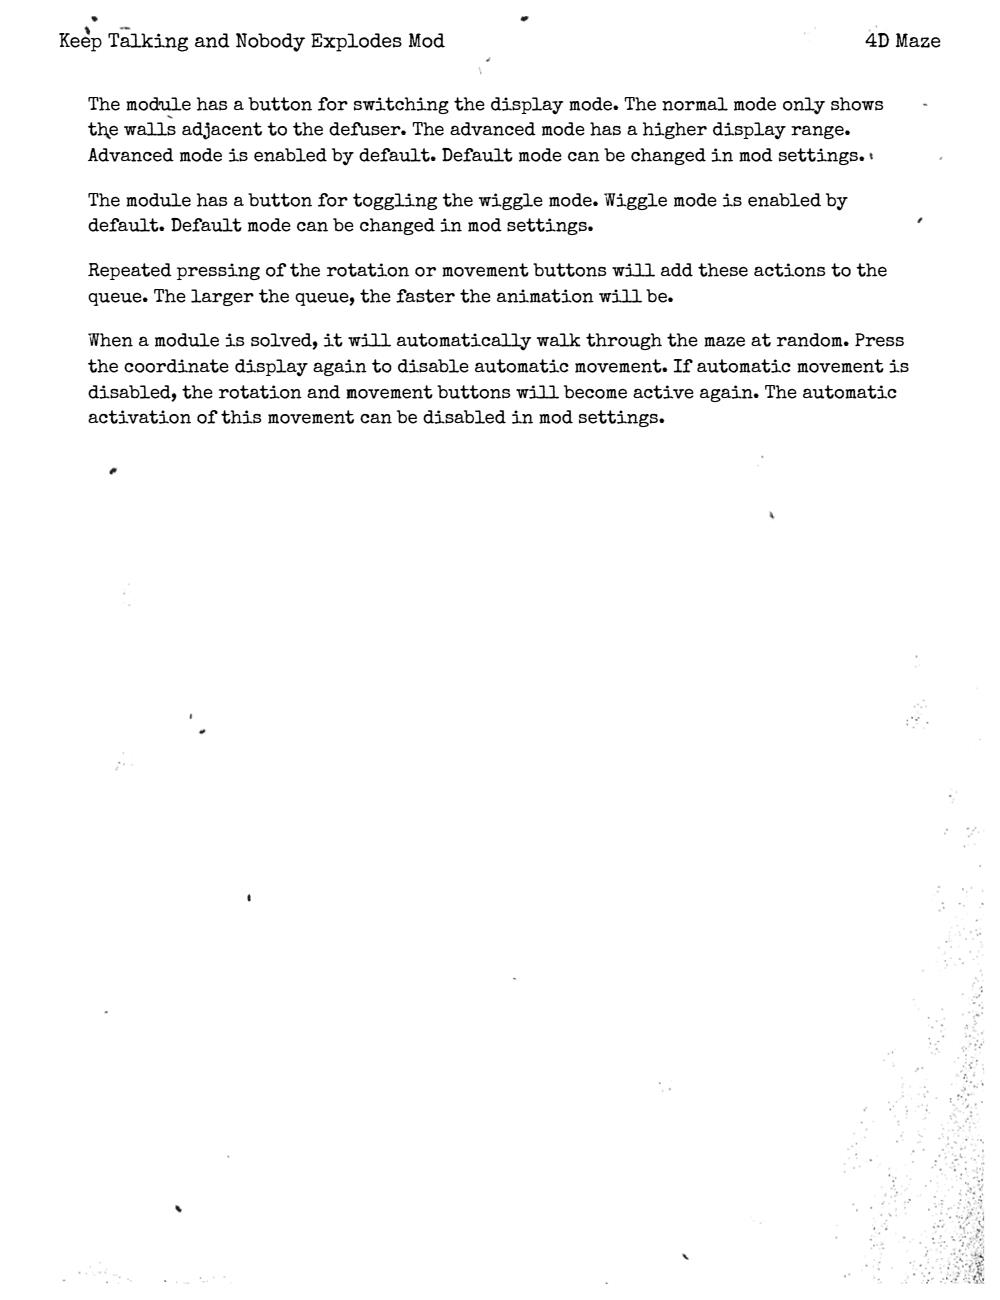 Keep Talking and Nobody Explodes Mod 4D Maze
The module has a button for switching the display mode. The normal mode only shows
the walls adjacent to the defuser. The advanced mode has a higher display range.
Advanced mode is enabled by default. Default mode can be changed in mod settings.
The module has a button for toggling the wiggle mode. Wiggle mode is enabled by
default. Default mode can be changed in mod settings.
Repeated pressing of the rotation or movement buttons will add these actions to the
queue. The larger the queue, the faster the animation will be.
When a module is solved, it will automatically walk through the maze at random. Press
the coordinate display again to disable automatic movement. If automatic movement is
disabled, the rotation and movement buttons will become active again. The automatic
activation of this movement can be disabled in mod settings.